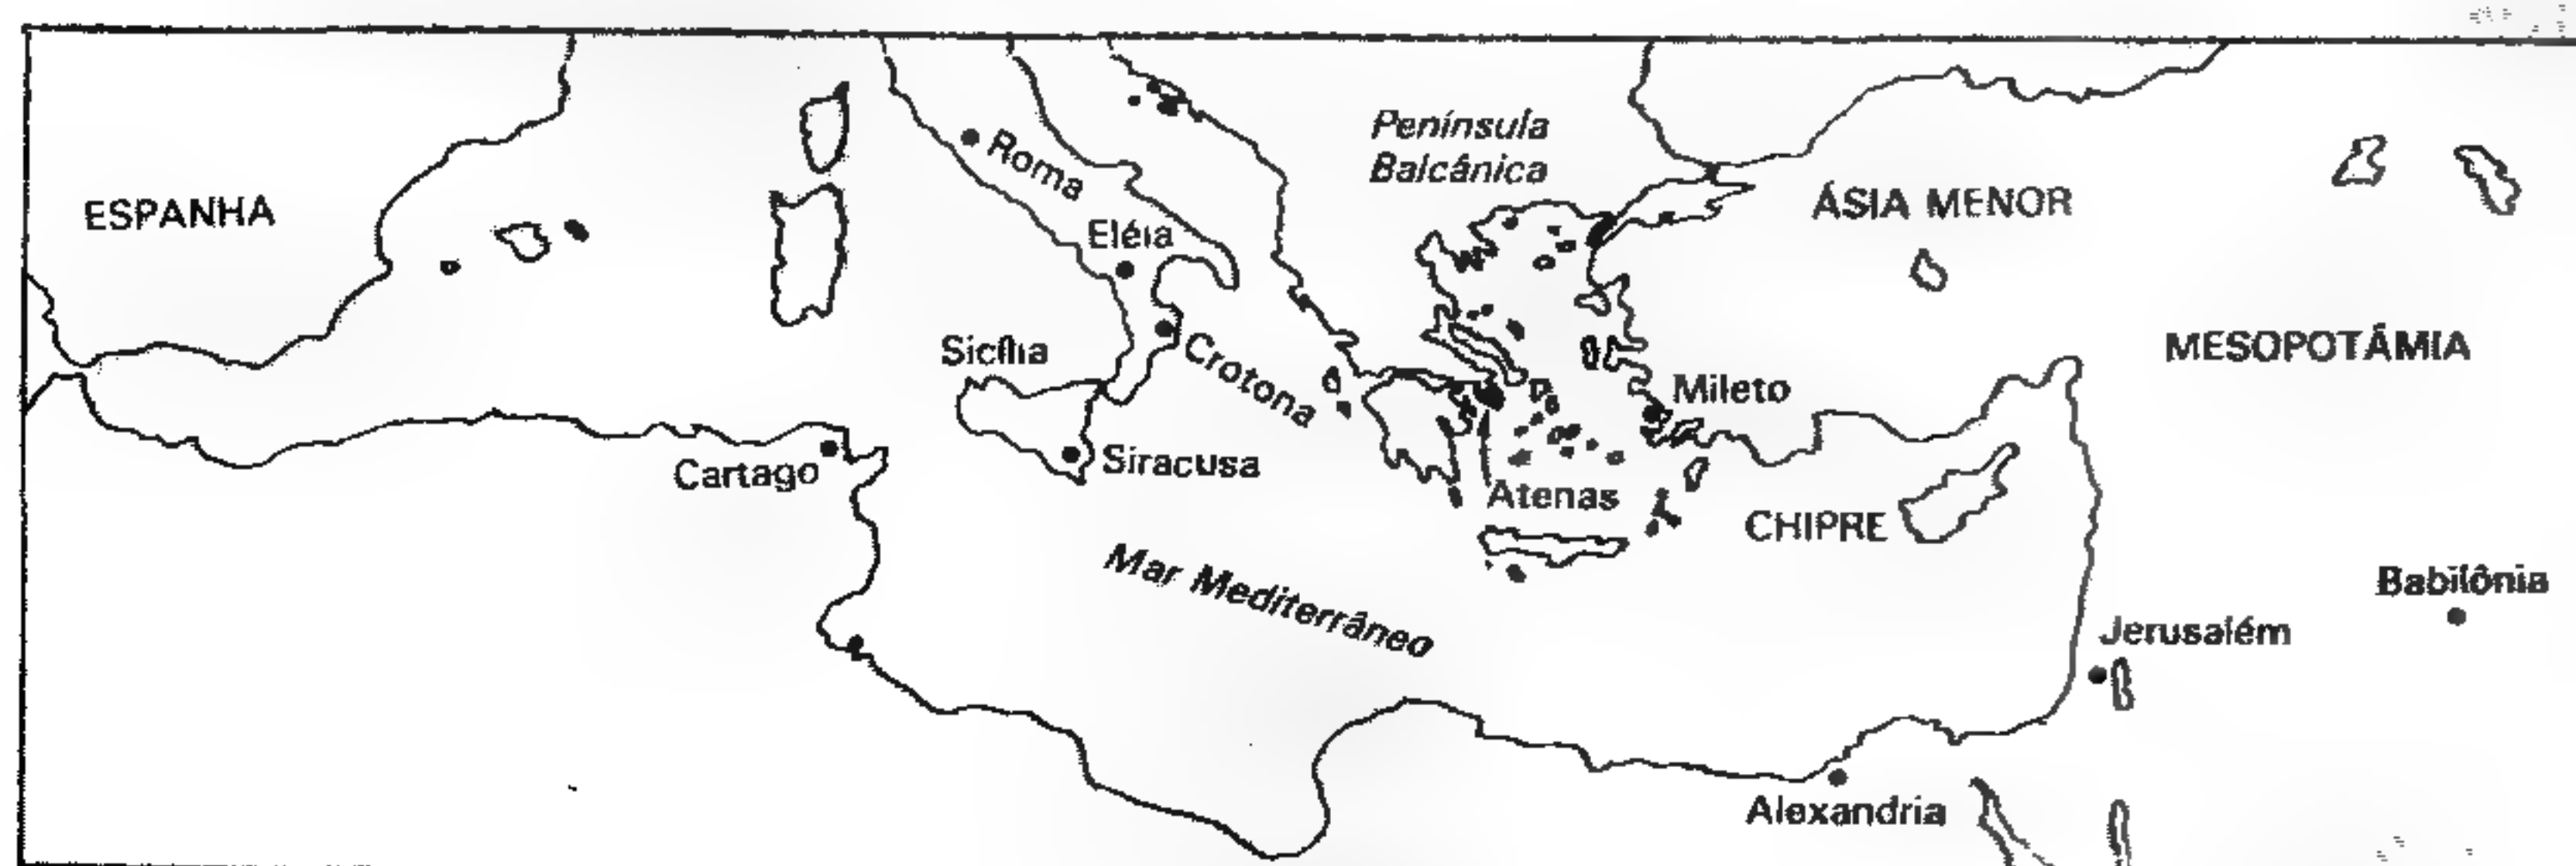 Península
Balcânica
Roma
ESPANHA
ÁSIA MENOR
Eléia
MESOPOTÂMIA
Sicília
Crotona
Mileto
Cartago
Siracusa
Atenas
CHIPRE
Mar Mediterrâneo
Babilônia
Jerusalém
Alexandria